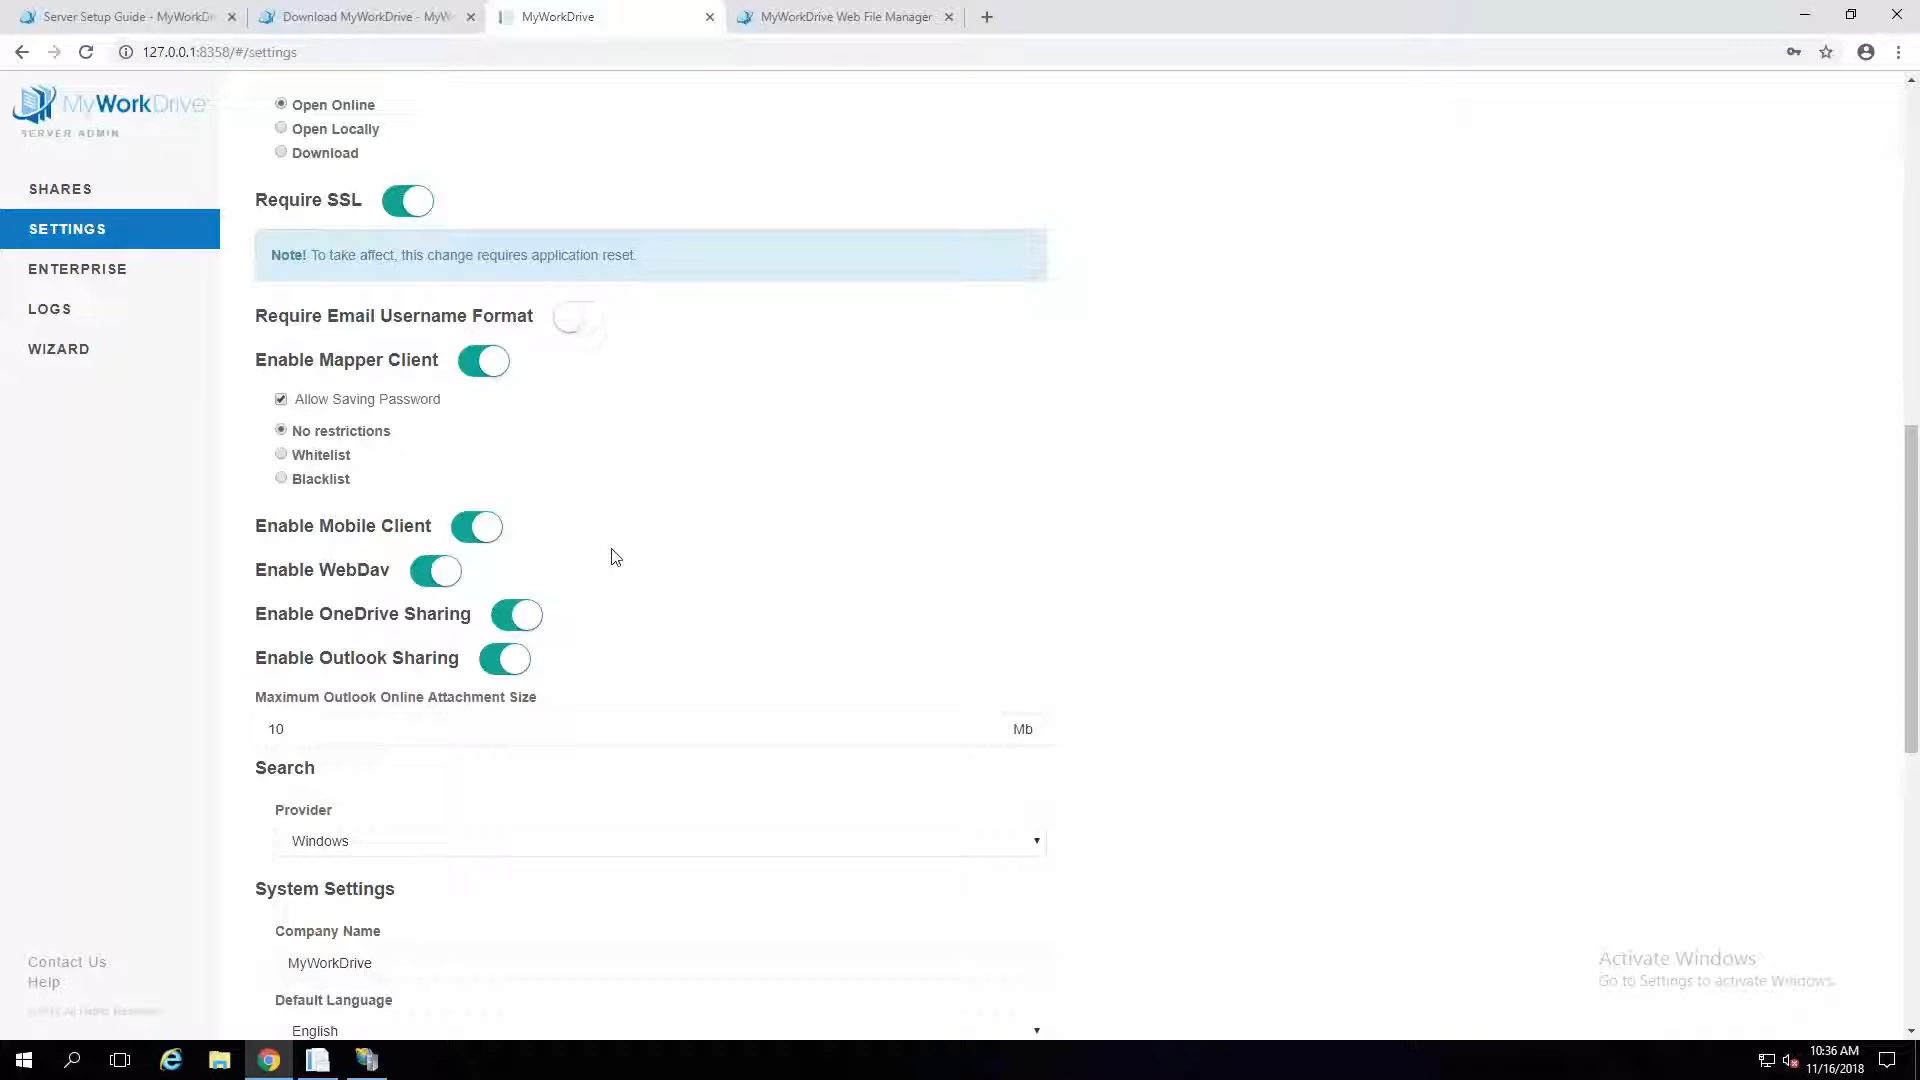 Server Setup Guide - MyWorkDr
Download MyWorkDrive - MyW
MyWorkDrive
MyWorkDrive Web File Manager
127.0.0.1:8358/#/settings
MyWorkDrive
SERVER ADMIN
SHARES
SETTINGS
ENTERPRISE
LOGS
WIZARD
Open Online
Open Locally
Download
Require SSL
Note! To take affect, this change requires application reset.
Require Email Username Format
Enable Mapper Client
Allow Saving Password
No restrictions
Whitelist
Blacklist
Enable Mobile Client
Enable WebDav
Enable OneDrive Sharing
Enable Outlook Sharing
Maximum Outlook Online Attachment Size
10 Mb
Search
Provider
Windows
System Settings
Company Name
MyWorkDrive
Default Language
English
Contact Us
Help
All Rights Reserved
Activate Windows
Go to Settings to activate Windows.
10:36 AM
11/16/2018